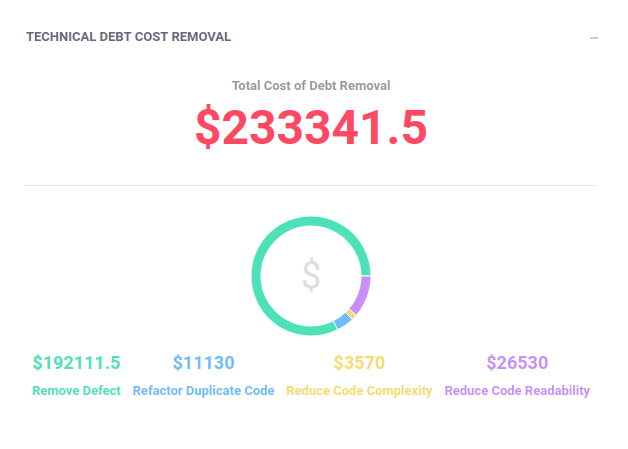 TECHNICAL DEBT COST REMOVAL
Total Cost of Debt Removal
$233341.5
$
$192111.5 $11130 $3570 $26530
Remove Defect Refactor Duplicate Code Reduce Code Complexity Reduce Code Readability